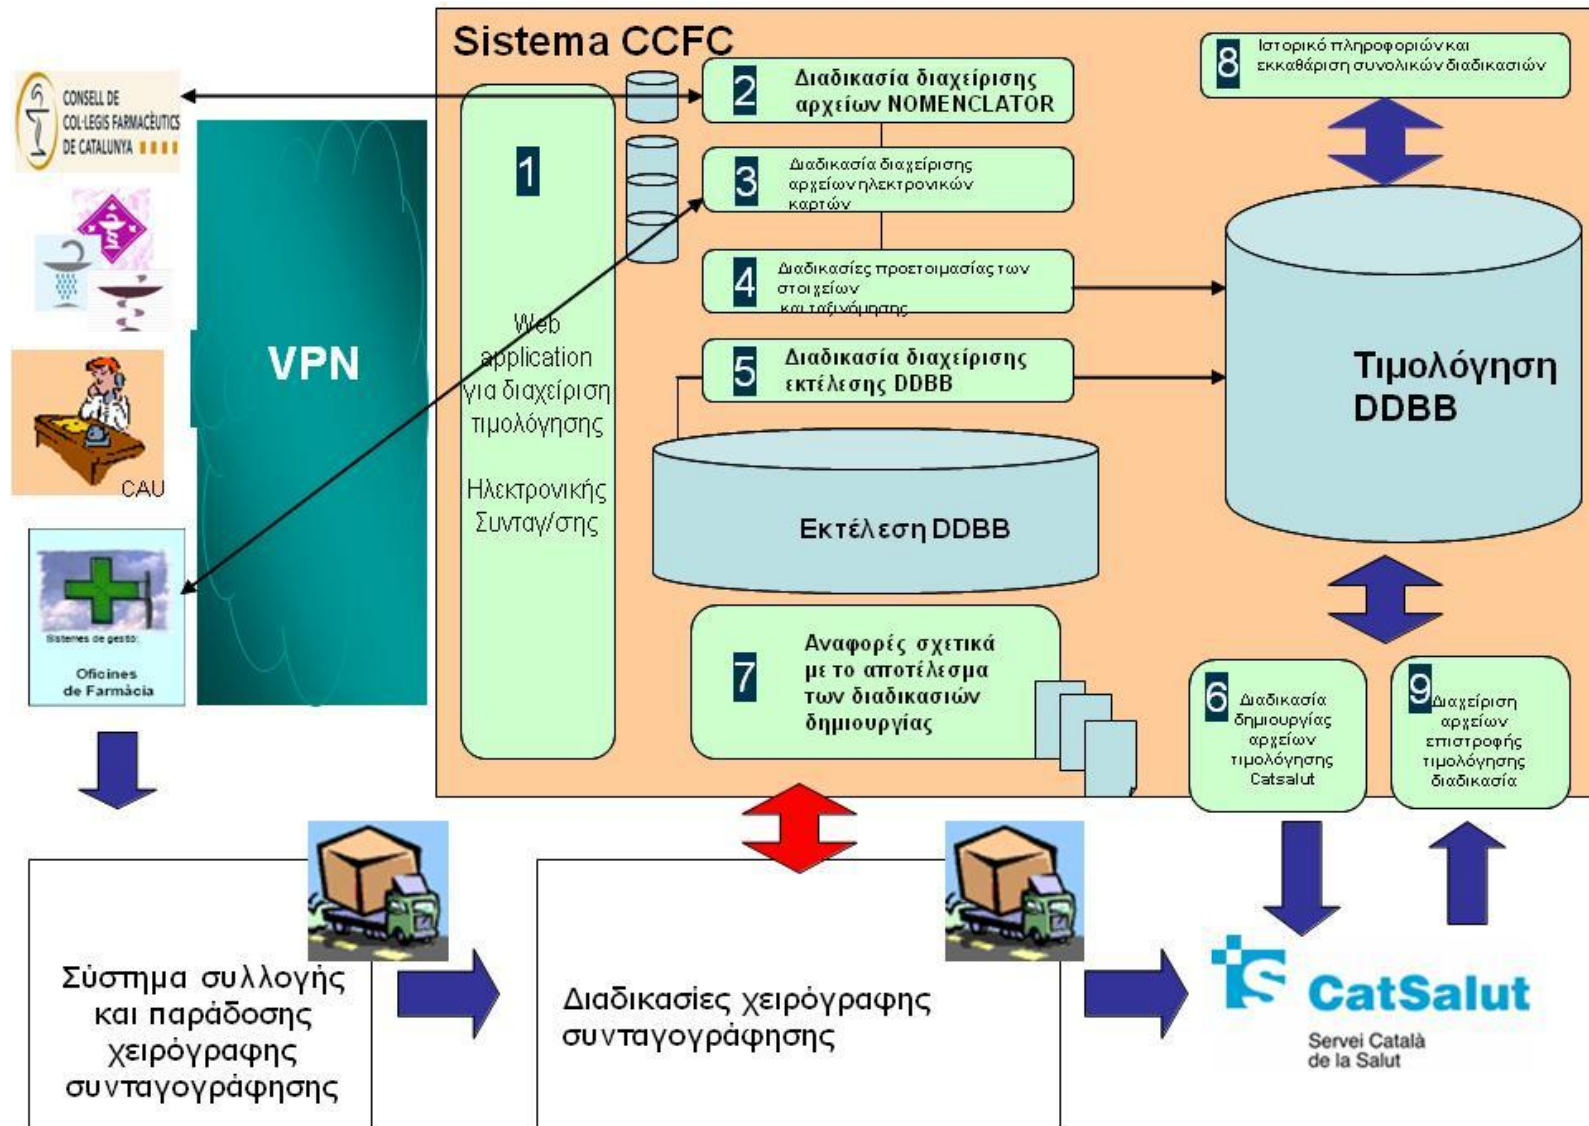 Sistema CCFC
CONSELL DE
COL·LEGIS FARMACÈUTICS
DE CATALUNYA
VPN
CAU
Sistemes de gestó:
Oficines
de Farmàcia
1
Web
application
για διαχείριση
τιμολόγησης
Ηλεκτρονικής
Συνταγ/σης
2
Διαδικασία διαχείρισης
αρχείων NOMENCLATOR
3
Διαδικασία διαχείρισης
αρχείων ηλεκτρονικών
καρτών
4
Διαδικασίες προετοιμασίας των
στοιχείων
και ταξινόμησης
5
Διαδικασία διαχείρισης
εκτέλεσης DDBB
Εκτέλεση DDBB
7
Αναφορές σχετικά
με το αποτέλεσμα
των διαδικασιών
δημιουργίας
8
Ιστορικό πληροφοριών και
εκκαθάριση συνολικών διαδικασιών
Τιμολόγηση
DDBB
6
Διαδικασία
δημιουργίας
αρχείων
τιμολόγησης
Catsalut
9
Διαχείριση
αρχείων
επιστροφής
τιμολόγησης
διαδικασία
Σύστημα συλλογής
και παράδοσης
χειρόγραφης
συνταγογράφησης
Διαδικασίες χειρόγραφης
συνταγογράφησης
CatSalut
Servei Català
de la Salut